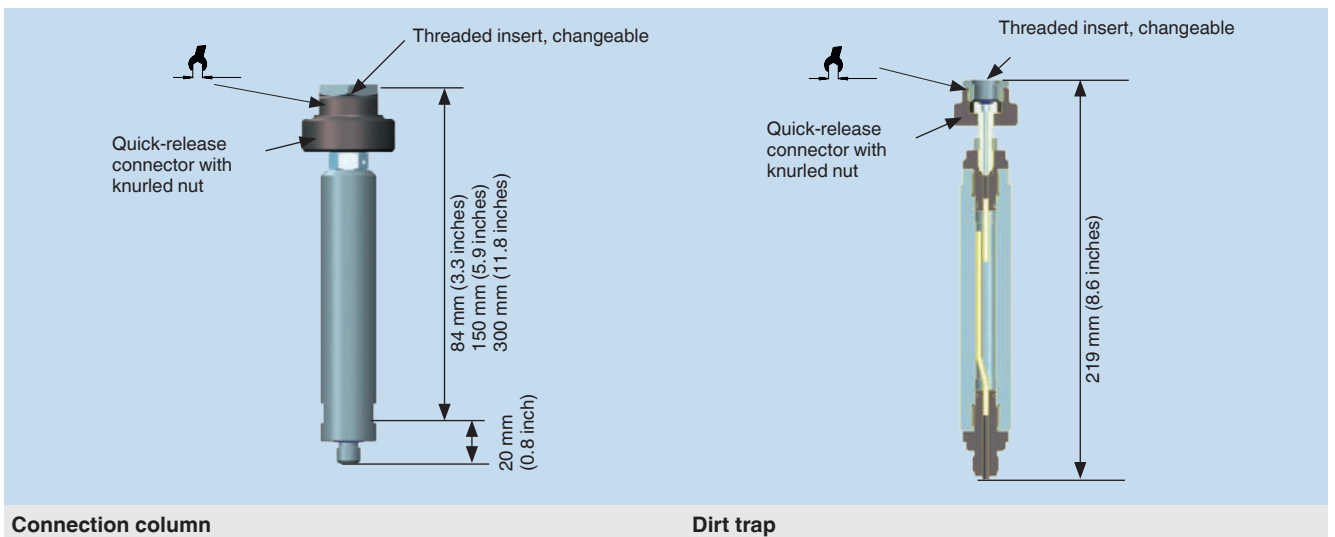 Threaded insert, changeable
Quick-release
connector with
knurled nut
84 mm (3.3 inches)
150 mm (5.9 inches)
300 mm (11.8 inches)
20 mm
(0.8 inch)
Connection column
Threaded insert, changeable
Quick-release
connector with
knurled nut
219 mm (8.6 inches)
Dirt trap